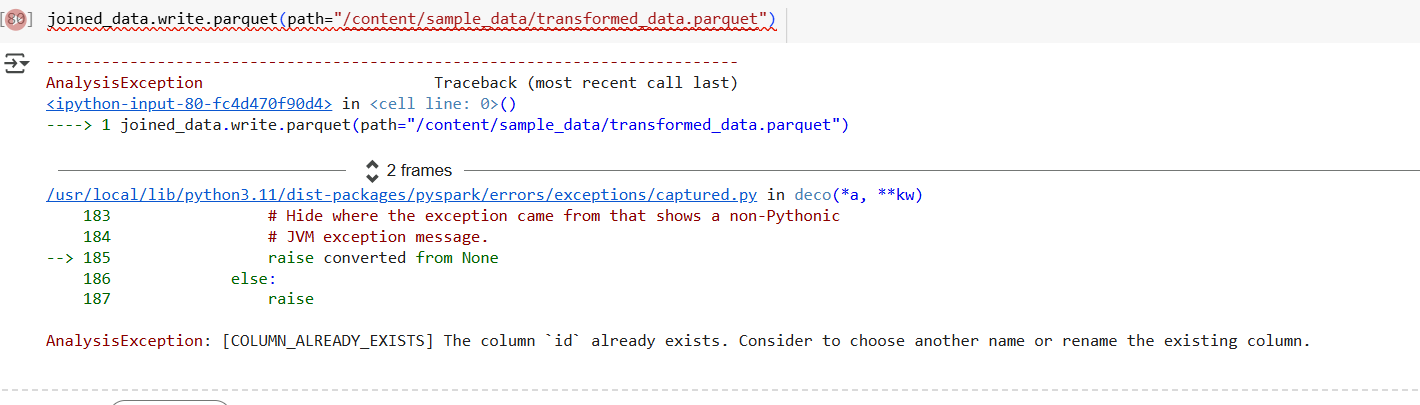 [80] joined_data.write.parquet(path="/content/sample_data/transformed_data.parquet")
---------------------------------------------------------------------------
AnalysisException                         Traceback (most recent call last)
<ipython-input-80-fc4d470f90d4> in <cell line: 0>()
----> 1 joined_data.write.parquet(path="/content/sample_data/transformed_data.parquet")
2 frames
/usr/local/lib/python3.11/dist-packages/pyspark/errors/exceptions/captured.py in deco(*a, **kw)
    183                 # Hide where the exception came from that shows a non-Pythonic
    184                 # JVM exception message.
--> 185                 raise converted from None
    186             else:
    187                 raise
AnalysisException: [COLUMN_ALREADY_EXISTS] The column `id` already exists. Consider to choose another name or rename the existing column.